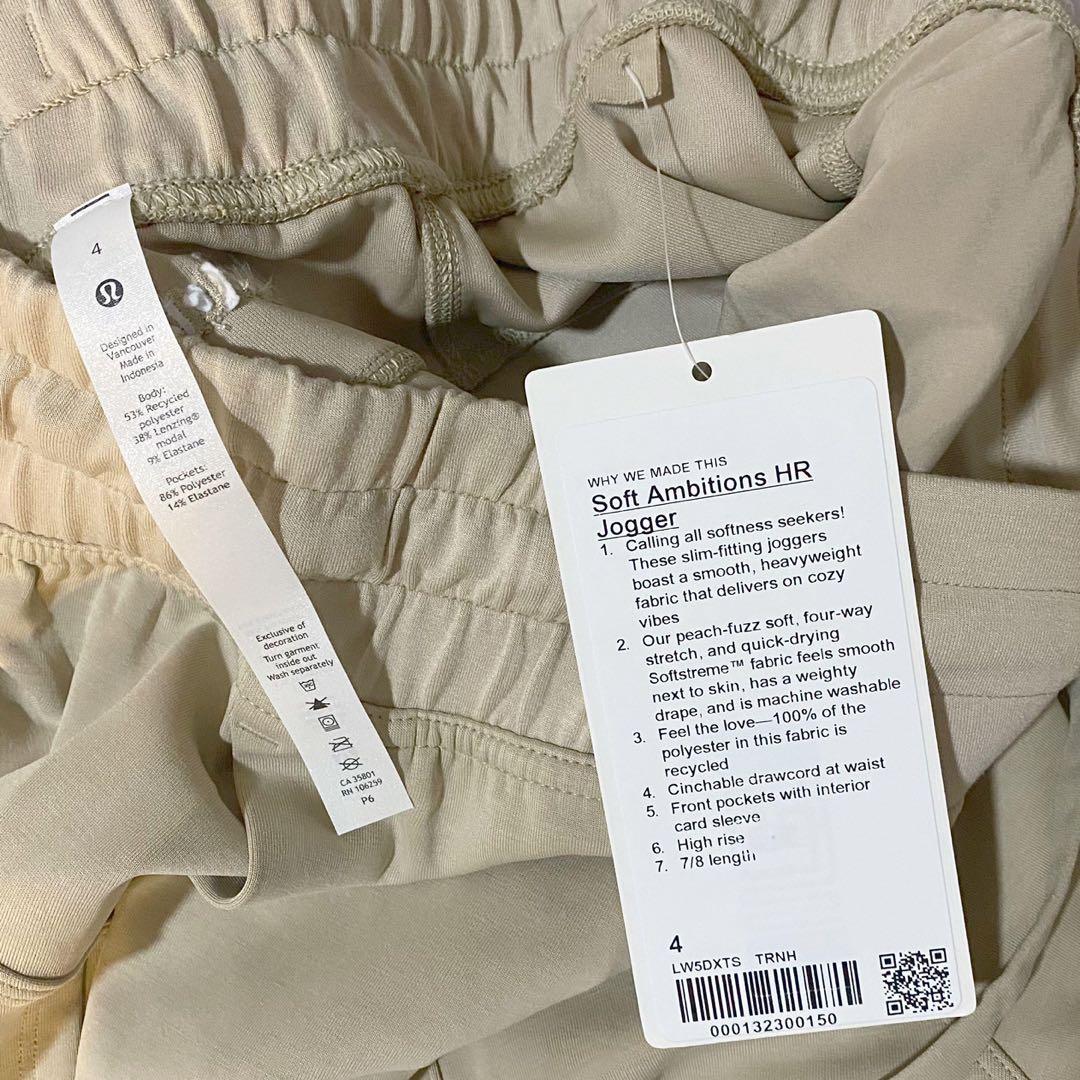 4
Designed in
Vancouver
Made in
Indonesia
Body:
53% Recycled
polyester
38% Lenzing®
modal
9% Elastane
Pockets:
86% Polyester
14% Elastane
Exclusive of
decoration
Turn garment
inside out
Wash separately
CA 35801
RN 106259
P6
WHY WE MADE THIS
Soft Ambitions HR
Jogger
1. Calling all softness seekers!
These slim-fitting joggers
boast a smooth, heavyweight
fabric that delivers on cozy
vibes
2. Our peach-fuzz soft, four-way
stretch, and quick-drying
Softstreme™ fabric feels smooth
next to skin, has a weighty
drape, and is machine washable
3. Feel the love—100% of the
polyester in this fabric is
recycled
4. Cinchable drawcord at waist
5. Front pockets with interior
card sleeve
6. High rise
7. 7/8 length
4
LW5DXTS TRNH
000132300150